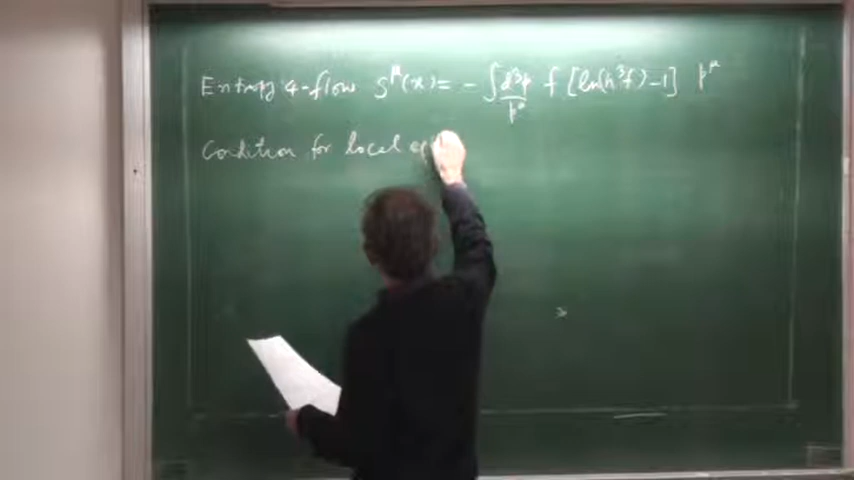 Entropy 4-flow S^μ(x) = - ∫ d³p/p⁰ f [ln(h³f)-1] p^μ
Condition for local eq